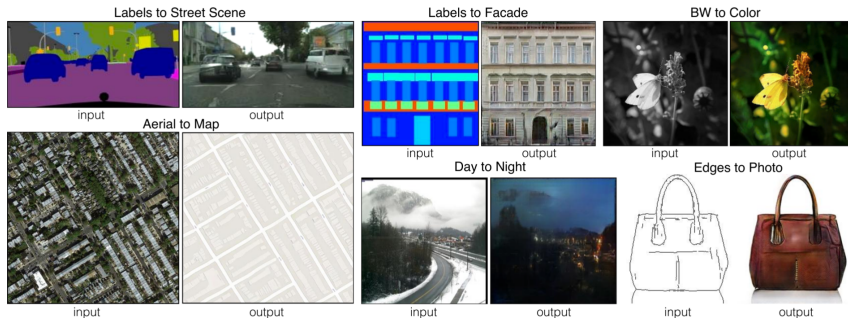 Labels to Street Scene
input
output
Labels to Facade
input
output
BW to Color
input
output
Aerial to Map
input
output
Day to Night
input
output
Edges to Photo
input
output